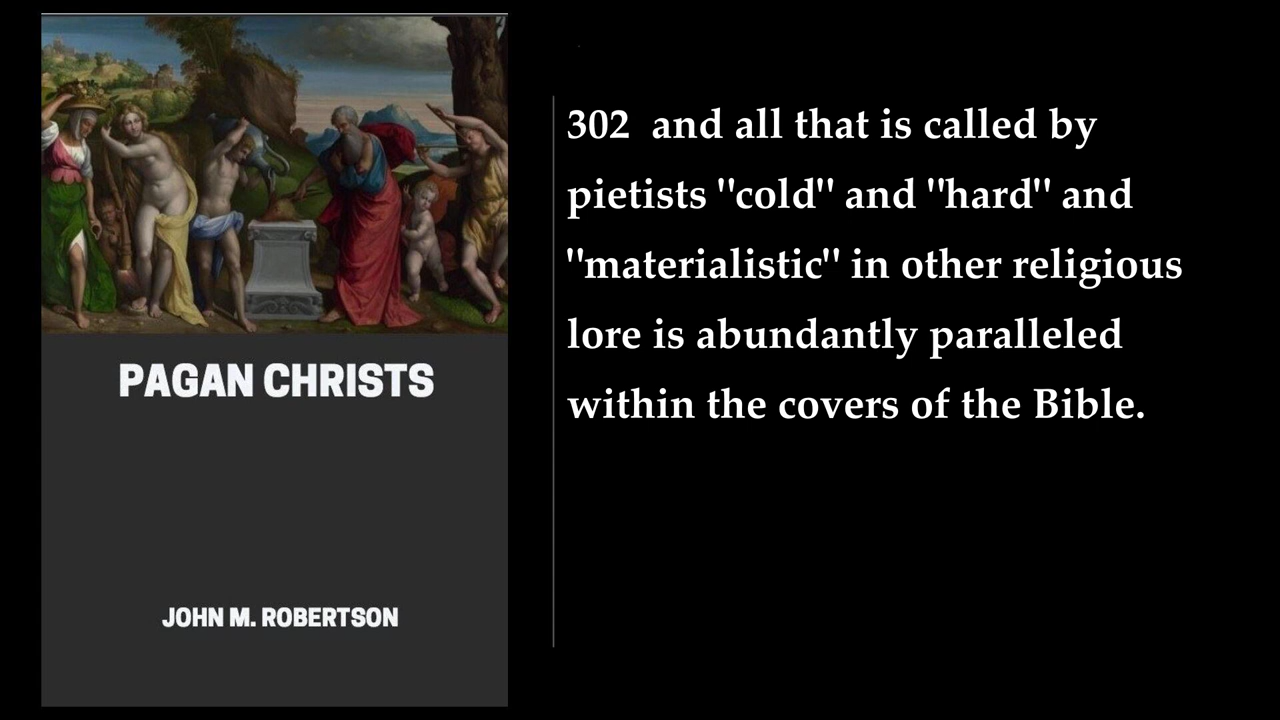 PAGAN CHRISTS
JOHN M. ROBERTSON
302  and all that is called by
pietists "cold" and "hard" and
"materialistic" in other religious
lore is abundantly paralleled
within the covers of the Bible.